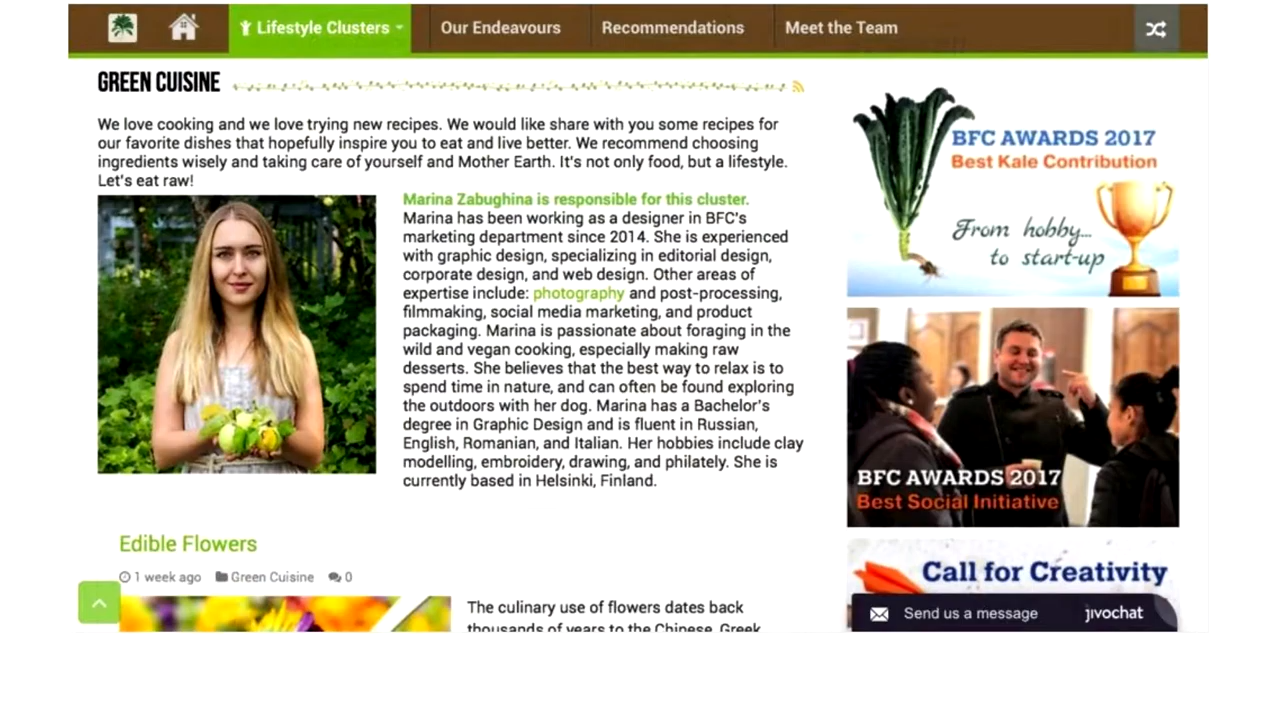 Lifestyle Clusters
Our Endeavours
Recommendations
Meet the Team
GREEN CUISINE
We love cooking and we love trying new recipes. We would like share with you some recipes for
our favorite dishes that hopefully inspire you to eat and live better. We recommend choosing
ingredients wisely and taking care of yourself and Mother Earth. It's not only food, but a lifestyle.
Let's eat raw!
Marina Zabughina is responsible for this cluster.
Marina has been working as a designer in BFC's
marketing department since 2014. She is experienced
with graphic design, specializing in editorial design,
corporate design, and web design. Other areas of
expertise include: photography and post-processing,
filmmaking, social media marketing, and product
packaging. Marina is passionate about foraging in the
wild and vegan cooking, especially making raw
desserts. She believes that the best way to relax is to
spend time in nature, and can often be found exploring
the outdoors with her dog. Marina has a Bachelor's
degree in Graphic Design and is fluent in Russian,
English, Romanian, and Italian. Her hobbies include clay
modelling, embroidery, drawing, and philately. She is
currently based in Helsinki, Finland.
Edible Flowers
1 week ago
Green Cuisine
0
The culinary use of flowers dates back
thousands of years to the Chinese, Greek
BFC AWARDS 2017
Best Kale Contribution
From hobby...
to start-up
BFC AWARDS 2017
Best Social Initiative
Call for Creativity
Send us a message
jivochat